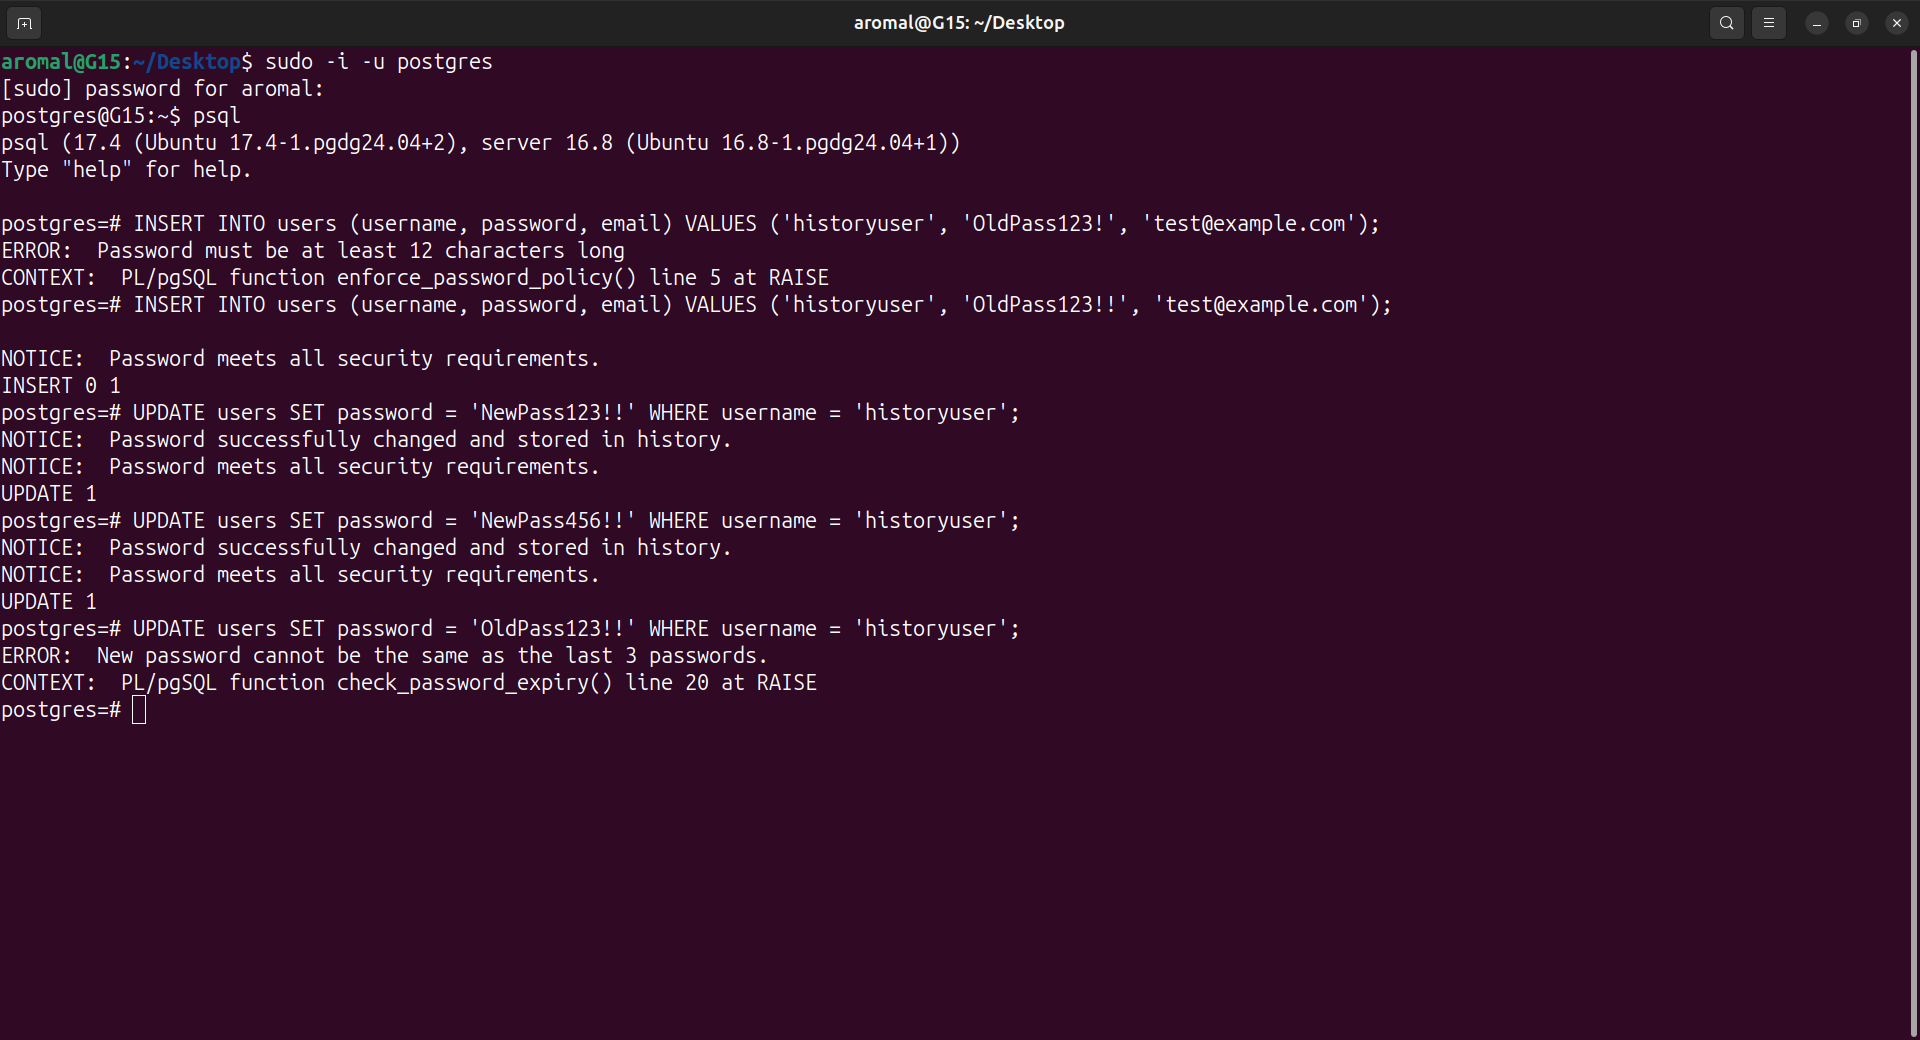 aromal@G15: ~/Desktop
aromal@G15:~/Desktop$ sudo -i -u postgres
[sudo] password for aromal:
postgres@G15:~$ psql
psql (17.4 (Ubuntu 17.4-1.pgdg24.04+2), server 16.8 (Ubuntu 16.8-1.pgdg24.04+1))
Type "help" for help.
postgres=# INSERT INTO users (username, password, email) VALUES ('historyuser', 'OldPass123!', 'test@example.com');
ERROR:  Password must be at least 12 characters long
CONTEXT:  PL/pgSQL function enforce_password_policy() line 5 at RAISE
postgres=# INSERT INTO users (username, password, email) VALUES ('historyuser', 'OldPass123!!', 'test@example.com');
NOTICE:  Password meets all security requirements.
INSERT 0 1
postgres=# UPDATE users SET password = 'NewPass123!!' WHERE username = 'historyuser';
NOTICE:  Password successfully changed and stored in history.
NOTICE:  Password meets all security requirements.
UPDATE 1
postgres=# UPDATE users SET password = 'NewPass456!!' WHERE username = 'historyuser';
NOTICE:  Password successfully changed and stored in history.
NOTICE:  Password meets all security requirements.
UPDATE 1
postgres=# UPDATE users SET password = 'OldPass123!!' WHERE username = 'historyuser';
ERROR:  New password cannot be the same as the last 3 passwords.
CONTEXT:  PL/pgSQL function check_password_expiry() line 20 at RAISE
postgres=#